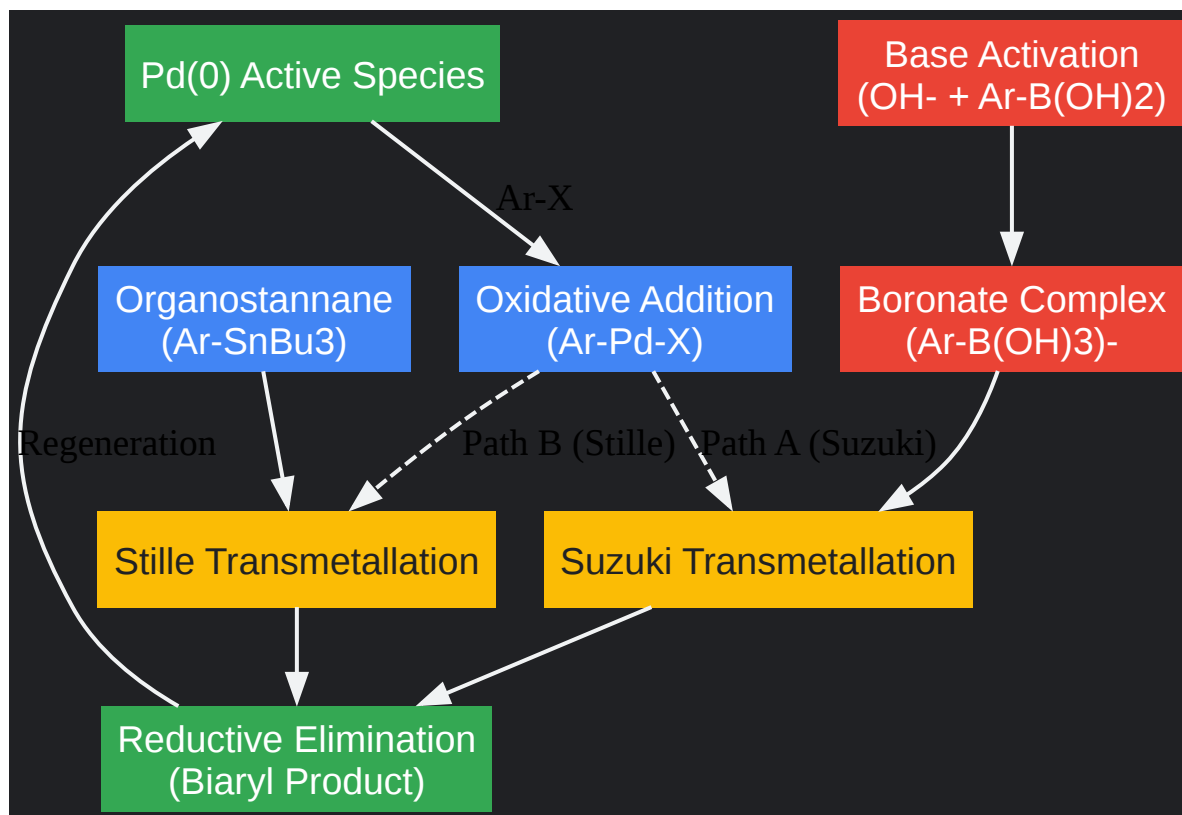 Pd(0) Active Species
Base Activation
(OH- + Ar-B(OH)2)
Ar-X
Organostannane
(Ar-SnBu3)
Oxidative Addition
(Ar-Pd-X)
Boronate Complex
(Ar-B(OH)3)-
Regeneration
Path B (Stille)
Path A (Suzuki)
Stille Transmetallation
Suzuki Transmetallation
Reductive Elimination
(Biaryl Product)